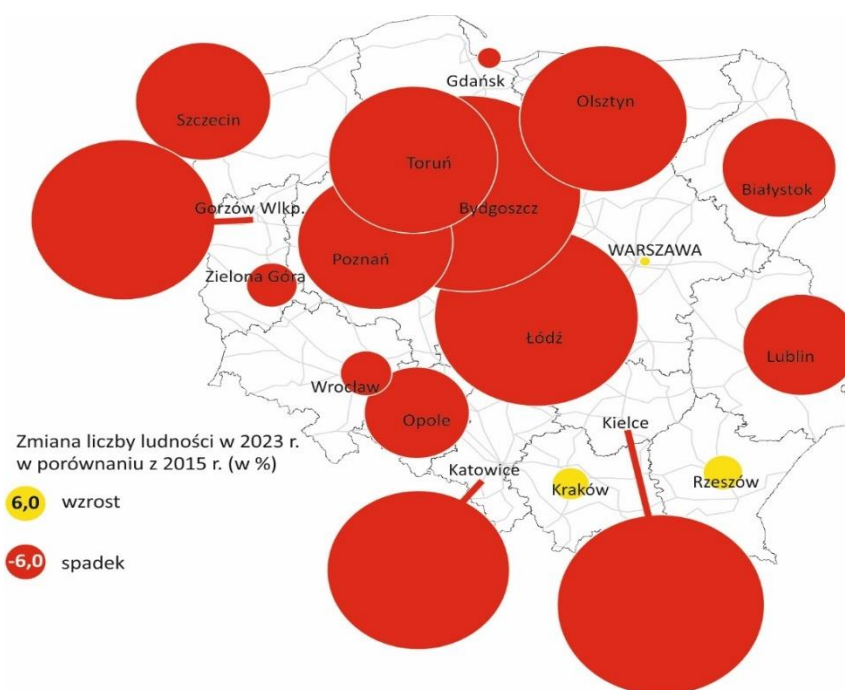 Gdańsk
Olsztyn
Szczecin
Toruń
Białystok
Gorzów Wlkp.
Bydgoszcz
WARSZAWA
Poznań
Zielona Góra
Łódź
Lublin
Wrocław
Opole
Kielce
Katowice
Kraków
Rzeszów
Zmiana liczby ludności w 2023 r.
w porównaniu z 2015 r. (w %)
6,0 wzrost
-6,0 spadek